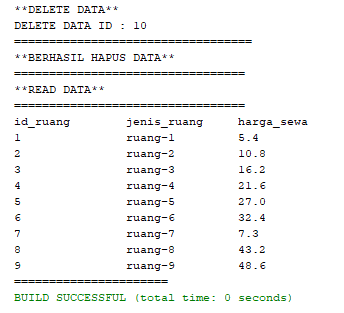 **DELETE DATA**
DELETE DATA ID : 10
==================================
**BERHASIL HAPUS DATA**
=================================
**READ DATA**
=================================
id_ruang jenis_ruang harga_sewa
1 ruang-1 5.4
2 ruang-2 10.8
3 ruang-3 16.2
4 ruang-4 21.6
5 ruang-5 27.0
6 ruang-6 32.4
7 ruang-7 7.3
8 ruang-8 43.2
9 ruang-9 48.6
======================
BUILD SUCCESSFUL (total time: 0 seconds)